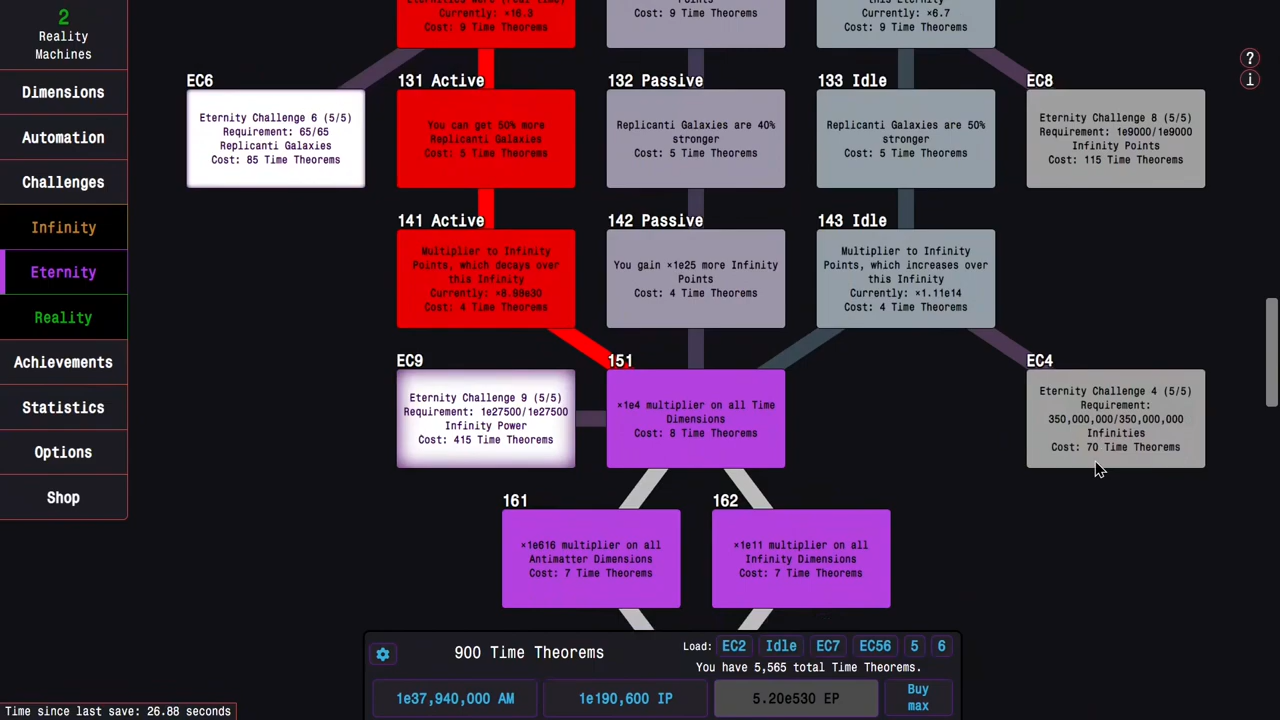 2
Reality
Machines
Dimensions
Automation
Challenges
Infinity
Eternity
Reality
Achievements
Statistics
Options
Shop
Time since last save: 26.88 seconds
Currently: ×16.3
Cost: 9 Time Theorems
Points
Cost: 9 Time Theorems
this Eternity
Currently: ×6.7
Cost: 9 Time Theorems
?
i
EC6
Eternity Challenge 6 (5/5)
Requirement: 65/65
Replicanti Galaxies
Cost: 85 Time Theorems
131 Active
You can get 50% more
Replicanti Galaxies
Cost: 5 Time Theorems
132 Passive
Replicanti Galaxies are 40%
stronger
Cost: 5 Time Theorems
133 Idle
Replicanti Galaxies are 50%
stronger
Cost: 5 Time Theorems
EC8
Eternity Challenge 8 (5/5)
Requirement: 1e9000/1e9000
Infinity Points
Cost: 115 Time Theorems
141 Active
Multiplier to Infinity
Points, which decays over
this Infinity
Currently: ×8.98e30
Cost: 4 Time Theorems
142 Passive
You gain ×1e25 more Infinity
Points
Cost: 4 Time Theorems
143 Idle
Multiplier to Infinity
Points, which increases over
this Infinity
Currently: ×1.11e14
Cost: 4 Time Theorems
EC9
Eternity Challenge 9 (5/5)
Requirement: 1e27500/1e27500
Infinity Power
Cost: 415 Time Theorems
151
×1e4 multiplier on all Time
Dimensions
Cost: 8 Time Theorems
EC4
Eternity Challenge 4 (5/5)
Requirement:
350,000,000/350,000,000
Infinities
Cost: 70 Time Theorems
161
×1e616 multiplier on all
Antimatter Dimensions
Cost: 7 Time Theorems
162
×1e11 multiplier on all
Infinity Dimensions
Cost: 7 Time Theorems
900 Time Theorems
Load: EC2 Idle EC7 EC56 5 6
You have 5,565 total Time Theorems.
1e37,940,000 AM
1e190,600 IP
5.20e530 EP
Buy
max